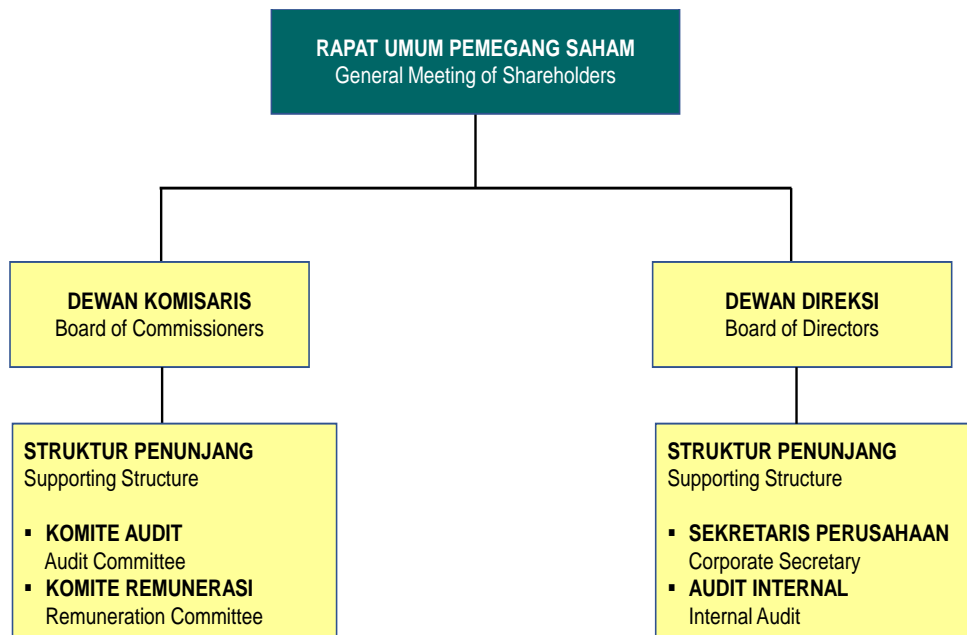 RAPAT UMUM PEMEGANG SAHAM
General Meeting of Shareholders
DEWAN KOMISARIS
Board of Commissioners
DEWAN DIREKSI
Board of Directors
STRUKTUR PENUNJANG
Supporting Structure
▪ KOMITE AUDIT
Audit Committee
▪ KOMITE REMUNERASI
Remuneration Committee
STRUKTUR PENUNJANG
Supporting Structure
▪ SEKRETARIS PERUSAHAAN
Corporate Secretary
▪ AUDIT INTERNAL
Internal Audit